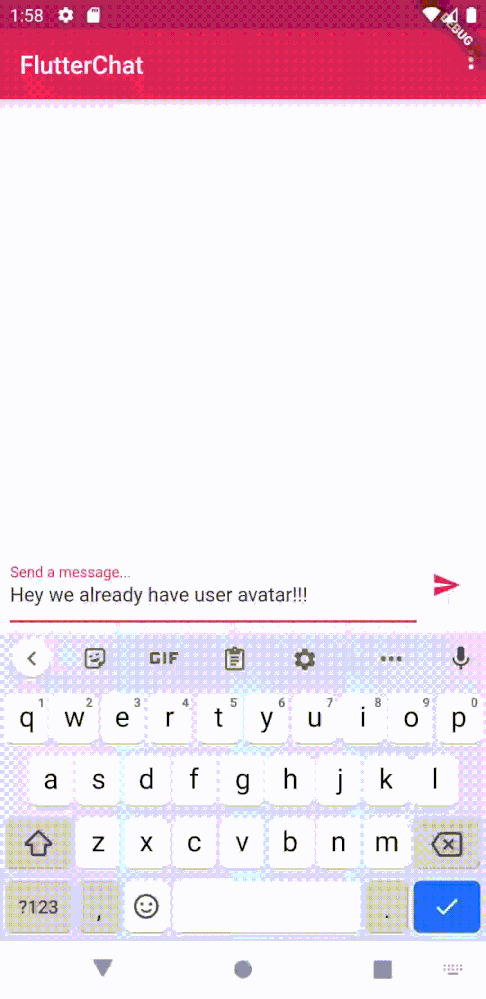 1:58
DEBUG
FlutterChat
Send a message...
Hey we already have user avatar!!!
GIF
1 2 3 4 5 6 7 8 9 0
q w e r t y u i o p
a s d f g h j k l
z x c v b n m
?123 , .